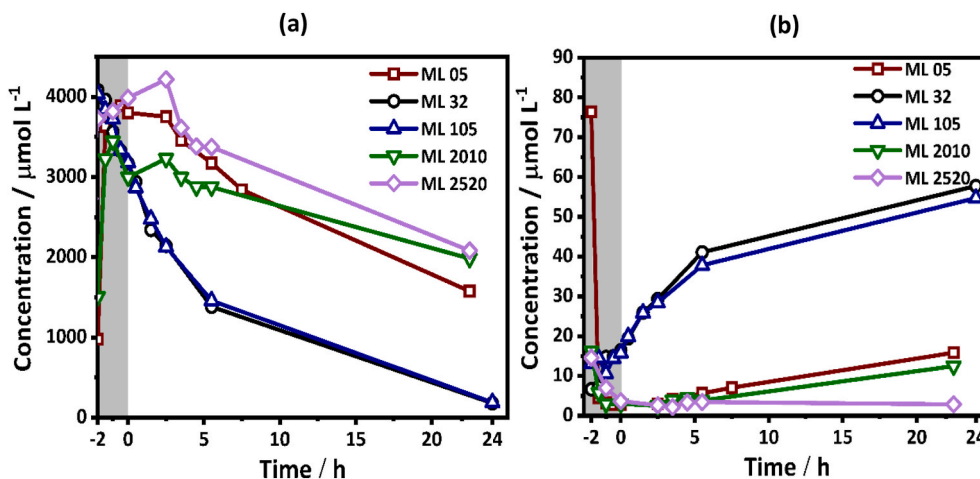 (a)
(b)
Concentration / μmol L⁻¹
4000
3000
2000
1000
0
ML 05
ML 32
ML 105
ML 2010
ML 2520
-2 0 5 10 15 20 24
Time / h
Concentration / μmol L⁻¹
90
80
70
60
50
40
30
20
10
0
ML 05
ML 32
ML 105
ML 2010
ML 2520
-2 0 5 10 15 20 24
Time / h